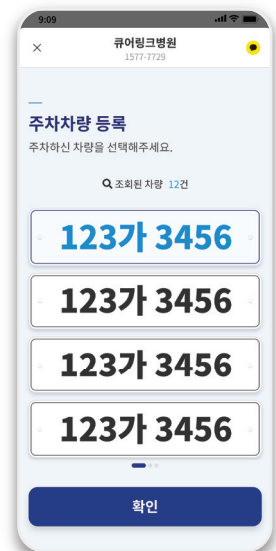 9:09
큐어링크병원
1577-7729
주차차량 등록
주차하신 차량을 선택해주세요.
조회된 차량 12건
123가 3456
123가 3456
123가 3456
123가 3456
확인